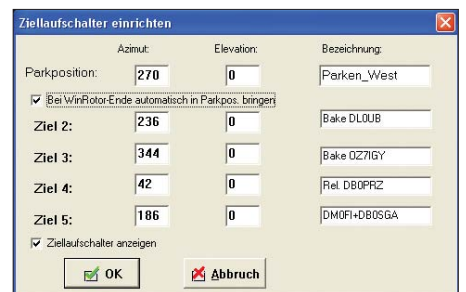 Ziellaufschalter einrichten
Azimut: Elevation: Bezeichnung:
Parkposition: 270 0 Parken_West
Bei WinRotor-Ende automatisch in Parkpos. bringen
Ziel 2: 236 0 Bake DL0UB
Ziel 3: 344 0 Bake OZ7IGY
Ziel 4: 42 0 Rel. DB0PRZ
Ziel 5: 186 0 DM0FI+DB0SGA
Ziellaufschalter anzeigen
OK Abbruch